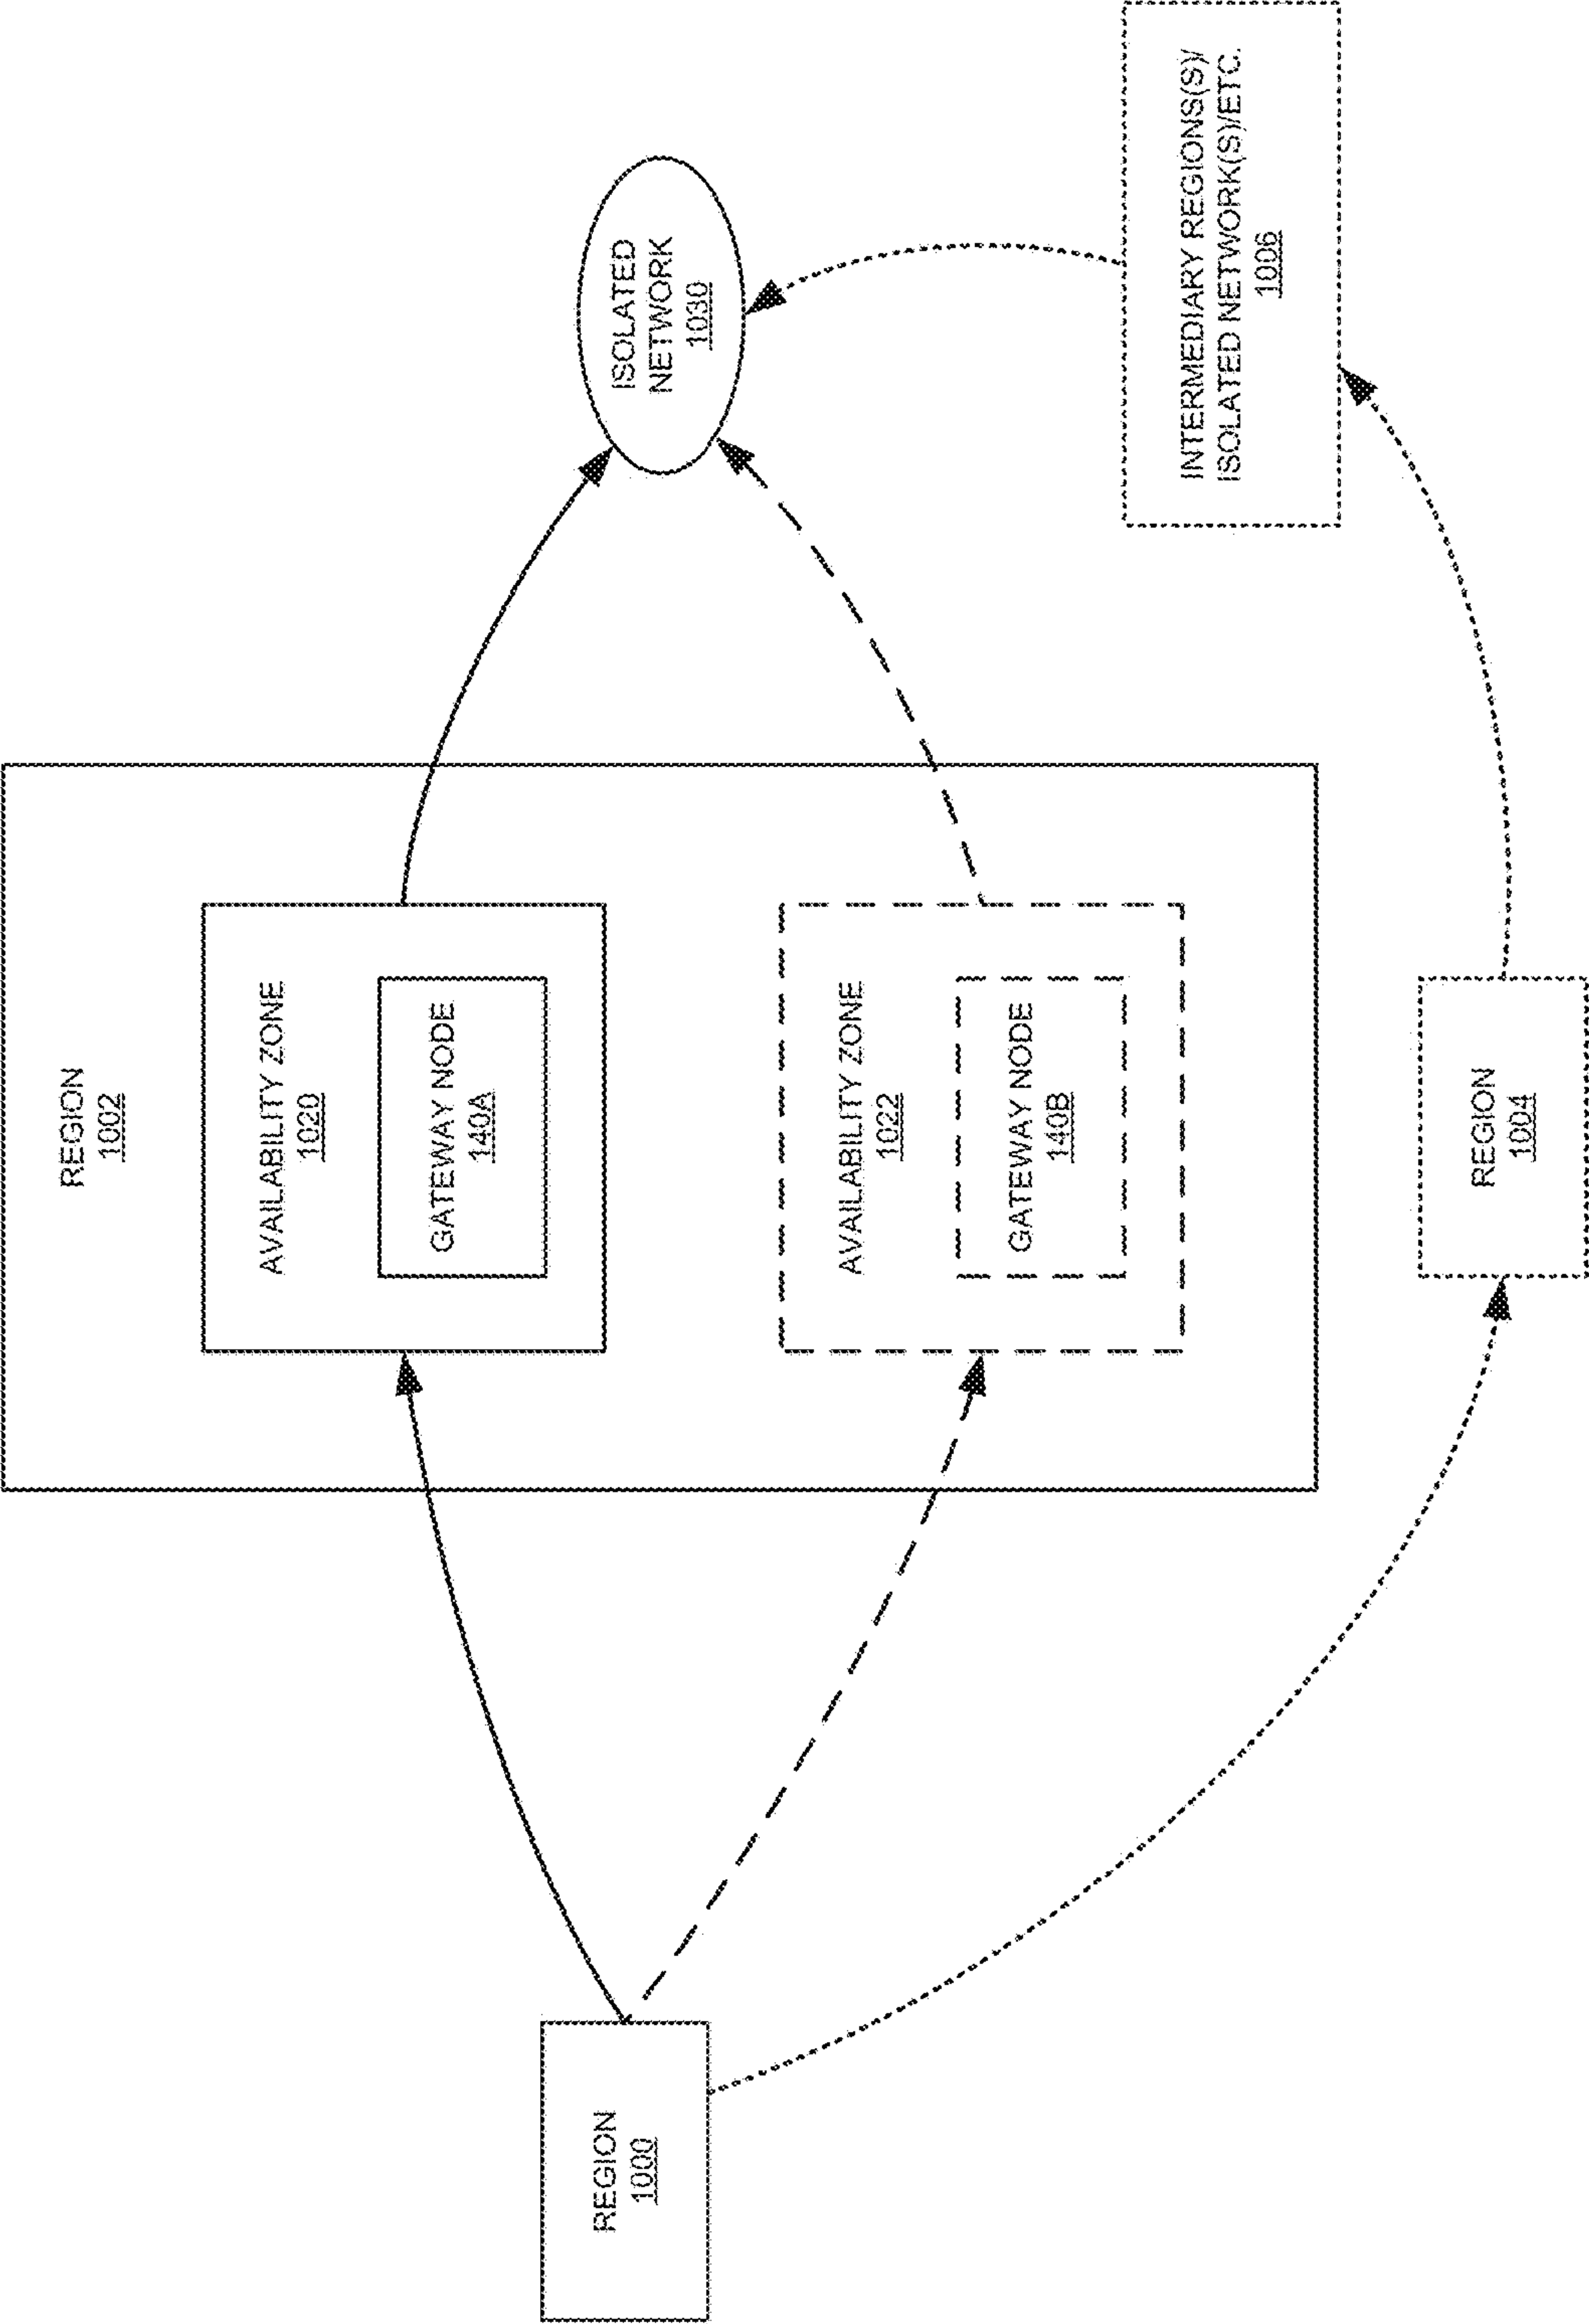 REGION
1000
REGION
1002
AVAILABILITY ZONE
1020
GATEWAY NODE
140A
AVAILABILITY ZONE
1022
GATEWAY NODE
140B
REGION
1004
ISOLATED
NETWORK
1030
INTERMEDIARY REGIONS(S)/
ISOLATED NETWORK(S)/ETC.
1006